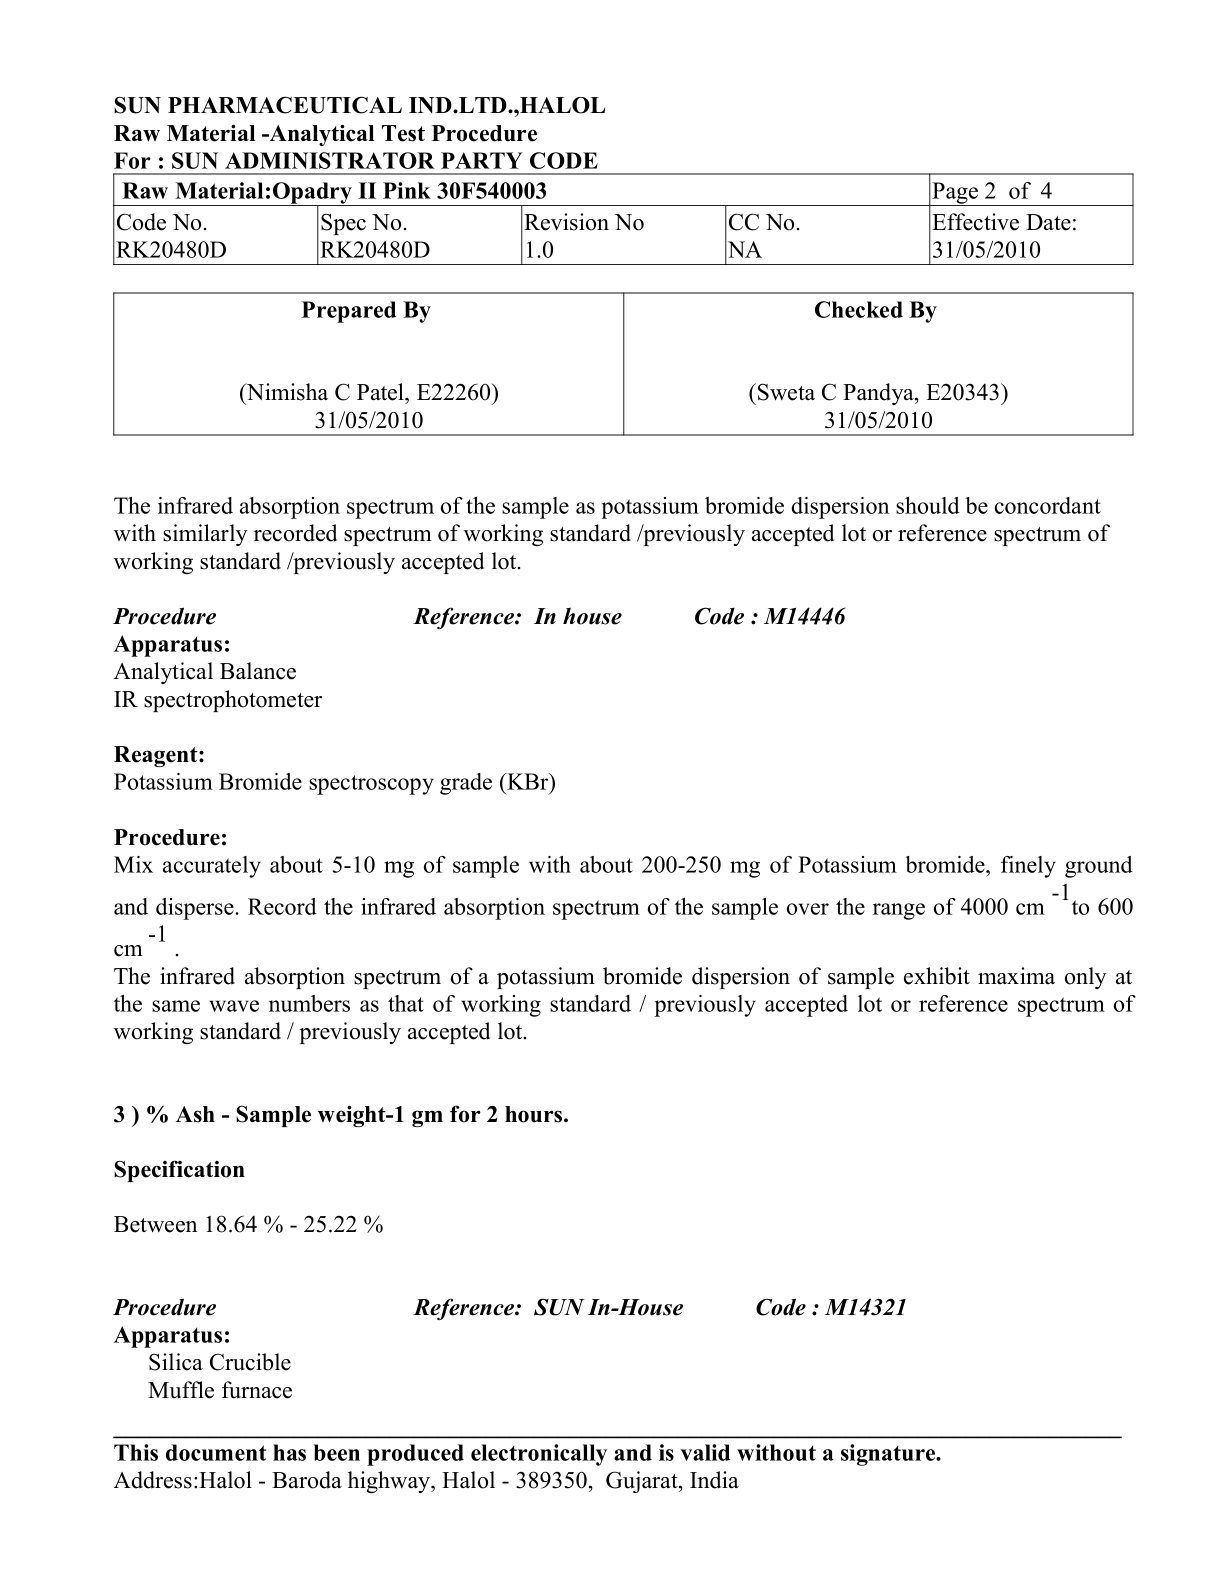 SUN PHARMACEUTICAL IND.LTD.,HALOL
Raw Material -Analytical Test Procedure
For : SUN ADMINISTRATOR PARTY CODE
Raw Material:Opadry II Pink 30F540003 Page 2 of 4
Code No. Spec No. Revision No CC No. Effective Date:
RK20480D RK20480D 1.0 NA 31/05/2010
Prepared By Checked By
(Nimisha C Patel, E22260) (Sweta C Pandya, E20343)
31/05/2010 31/05/2010
The infrared absorption spectrum of the sample as potassium bromide dispersion should be concordant
with similarly recorded spectrum of working standard /previously accepted lot or reference spectrum of
working standard /previously accepted lot.
Procedure Reference: In house Code : M14446
Apparatus:
Analytical Balance
IR spectrophotometer
Reagent:
Potassium Bromide spectroscopy grade (KBr)
Procedure:
Mix accurately about 5-10 mg of sample with about 200-250 mg of Potassium bromide, finely ground
and disperse. Record the infrared absorption spectrum of the sample over the range of 4000 cm -1to 600
cm -1 .
The infrared absorption spectrum of a potassium bromide dispersion of sample exhibit maxima only at
the same wave numbers as that of working standard / previously accepted lot or reference spectrum of
working standard / previously accepted lot.
3 ) % Ash - Sample weight-1 gm for 2 hours.
Specification
Between 18.64 % - 25.22 %
Procedure Reference: SUN In-House Code : M14321
Apparatus:
Silica Crucible
Muffle furnace
This document has been produced electronically and is valid without a signature.
Address:Halol - Baroda highway, Halol - 389350, Gujarat, India